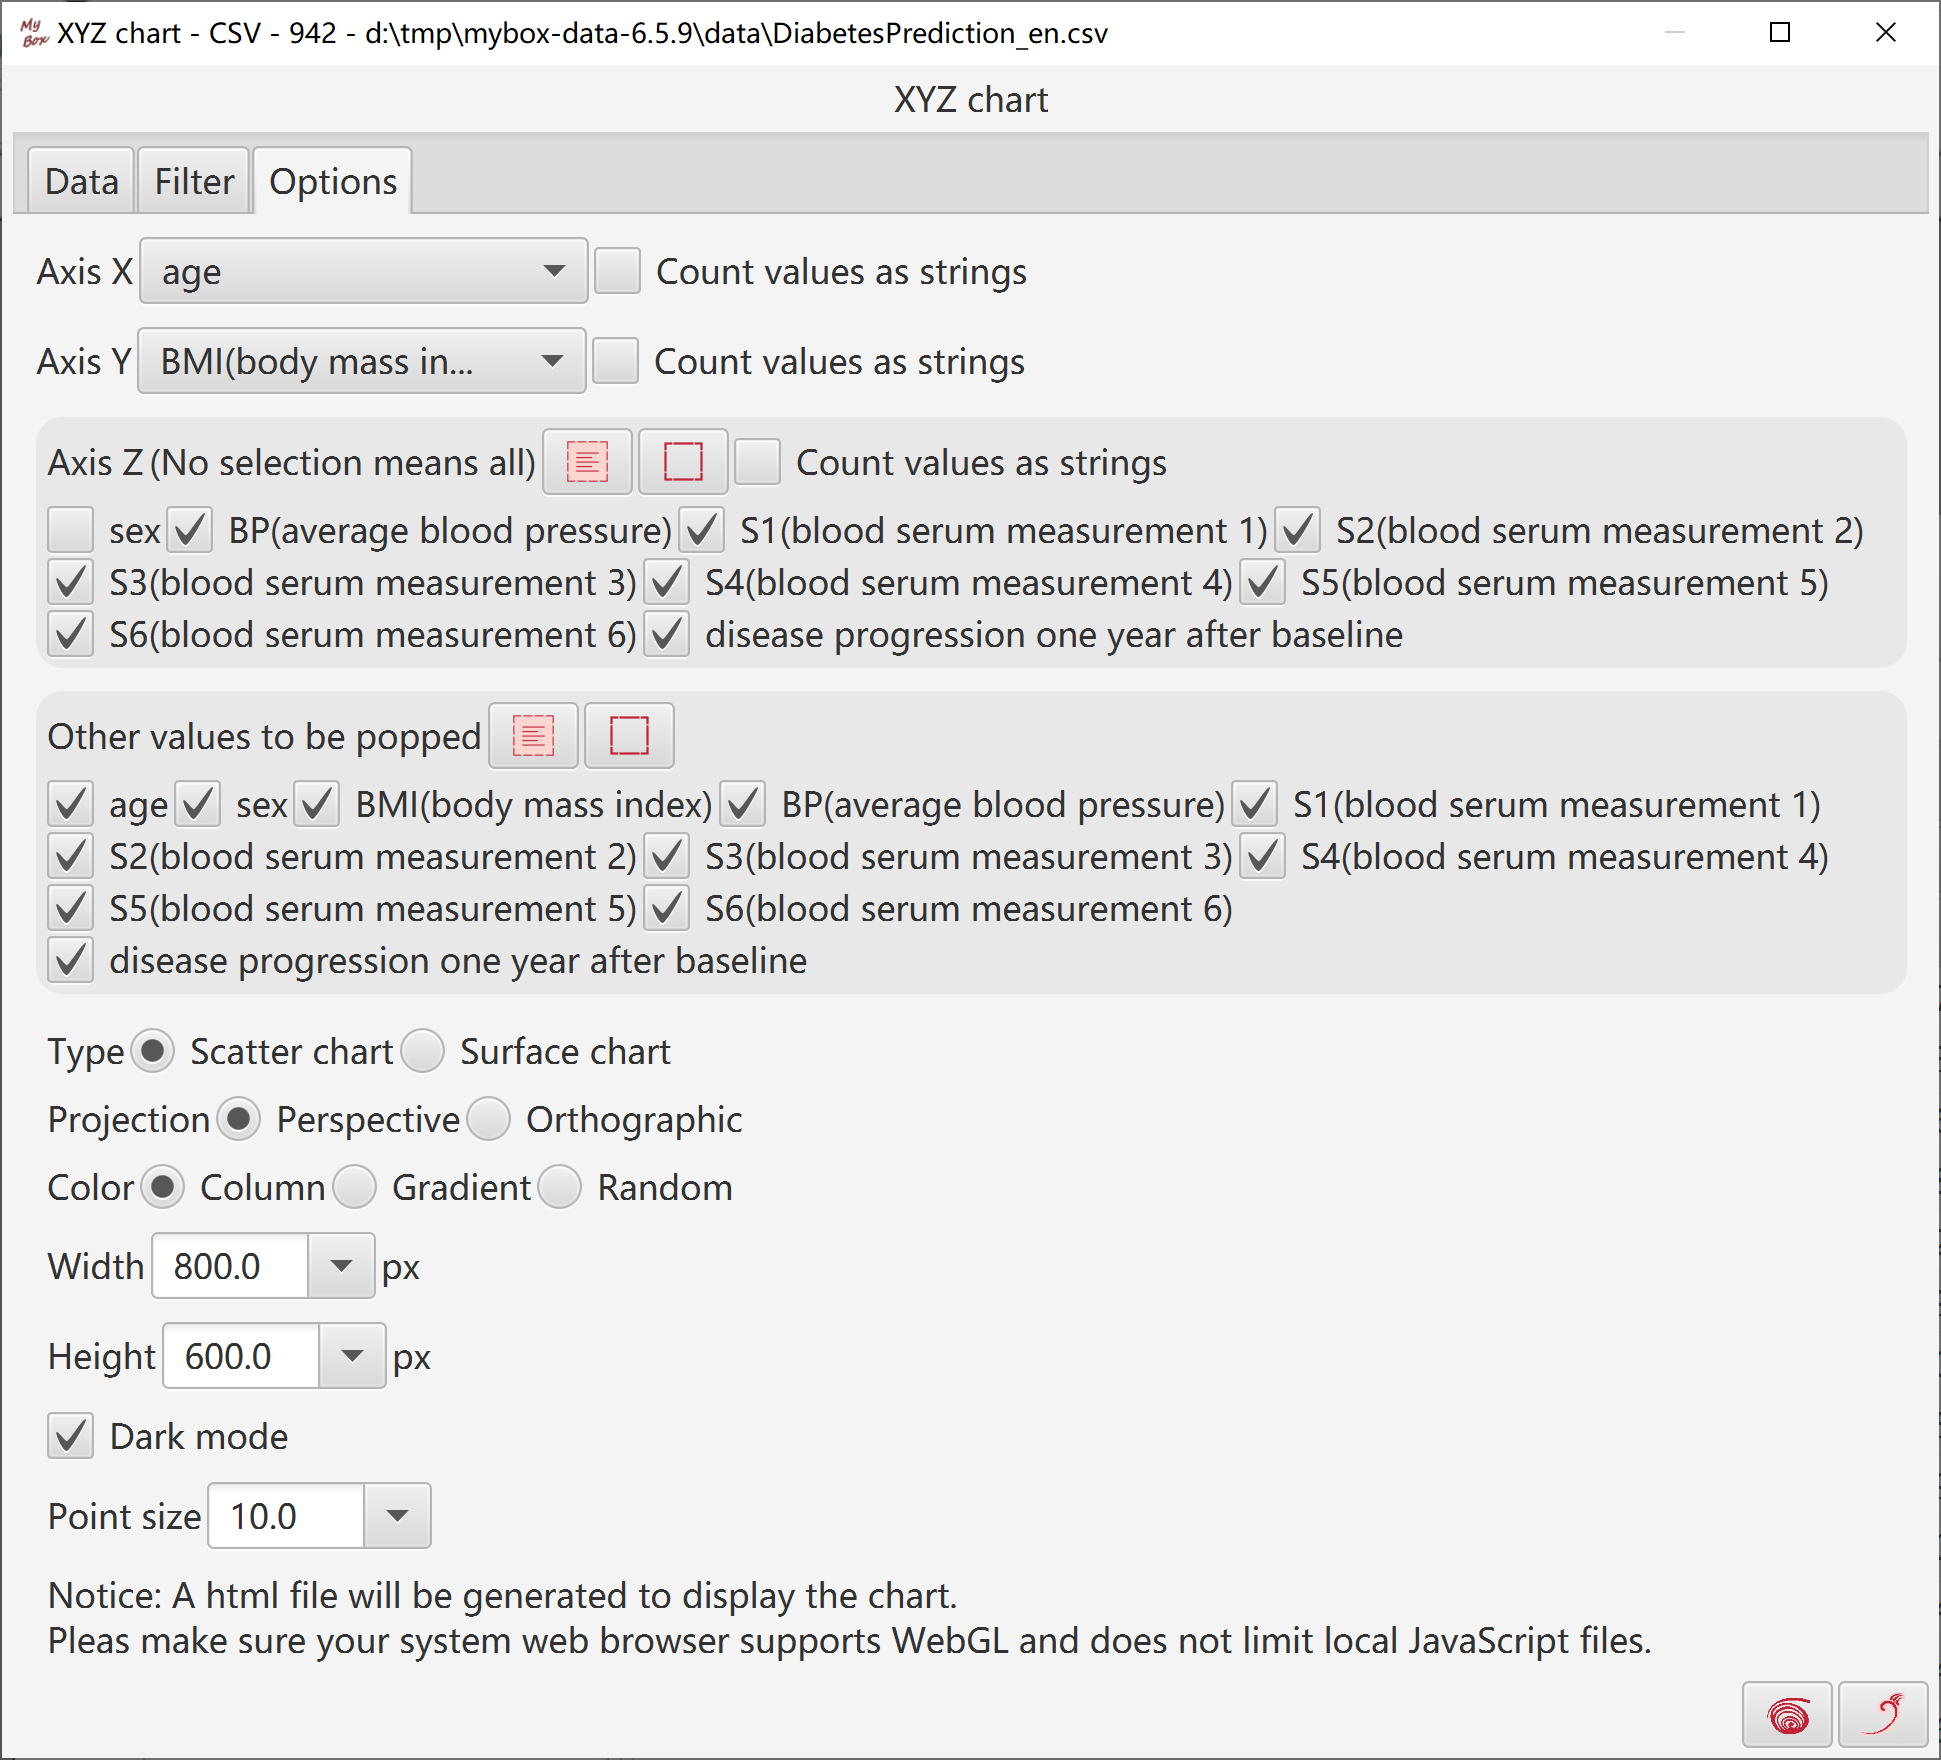 My Box XYZ chart - CSV - 942 - d:\tmp\mybox-data-6.5.9\data\DiabetesPrediction_en.csv
XYZ chart
Data Filter Options
Axis X age Count values as strings
Axis Y BMI(body mass in... Count values as strings
Axis Z (No selection means all) Count values as strings
sex BP(average blood pressure) S1(blood serum measurement 1) S2(blood serum measurement 2)
S3(blood serum measurement 3) S4(blood serum measurement 4) S5(blood serum measurement 5)
S6(blood serum measurement 6) disease progression one year after baseline
Other values to be popped
age sex BMI(body mass index) BP(average blood pressure) S1(blood serum measurement 1)
S2(blood serum measurement 2) S3(blood serum measurement 3) S4(blood serum measurement 4)
S5(blood serum measurement 5) S6(blood serum measurement 6)
disease progression one year after baseline
Type Scatter chart Surface chart
Projection Perspective Orthographic
Color Column Gradient Random
Width 800.0 px
Height 600.0 px
Dark mode
Point size 10.0
Notice: A html file will be generated to display the chart.
Pleas make sure your system web browser supports WebGL and does not limit local JavaScript files.